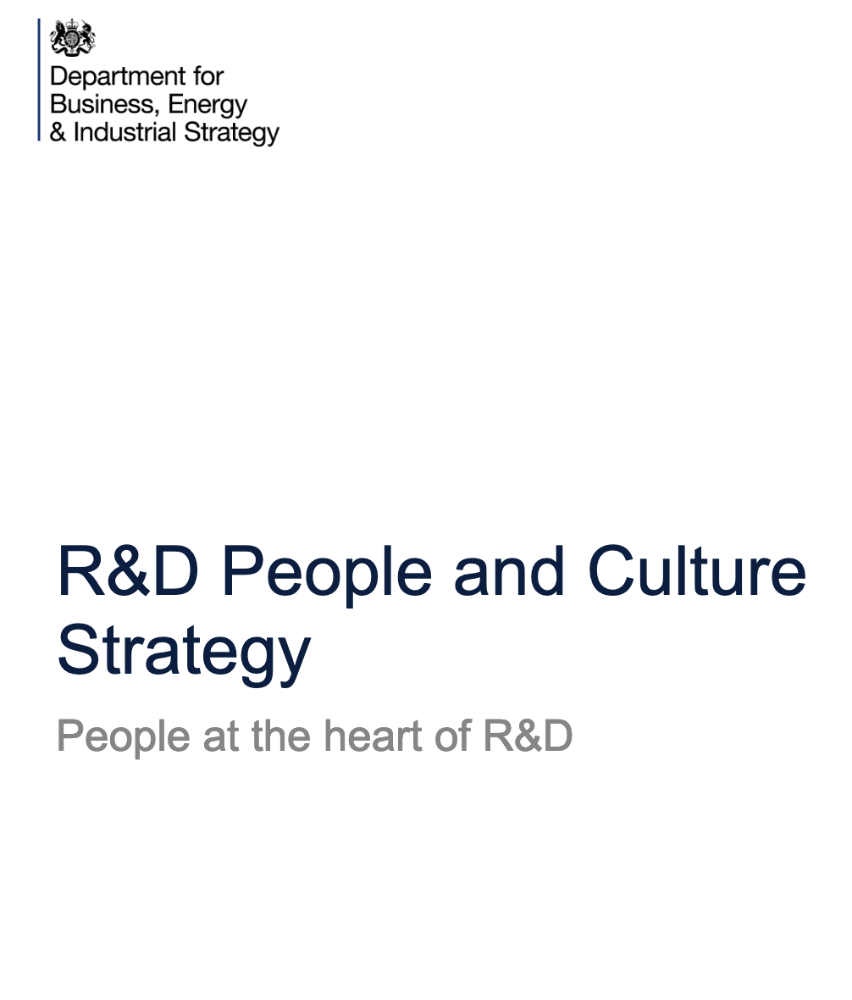 Department for
Business, Energy
& Industrial Strategy
R&D People and Culture
Strategy
People at the heart of R&D